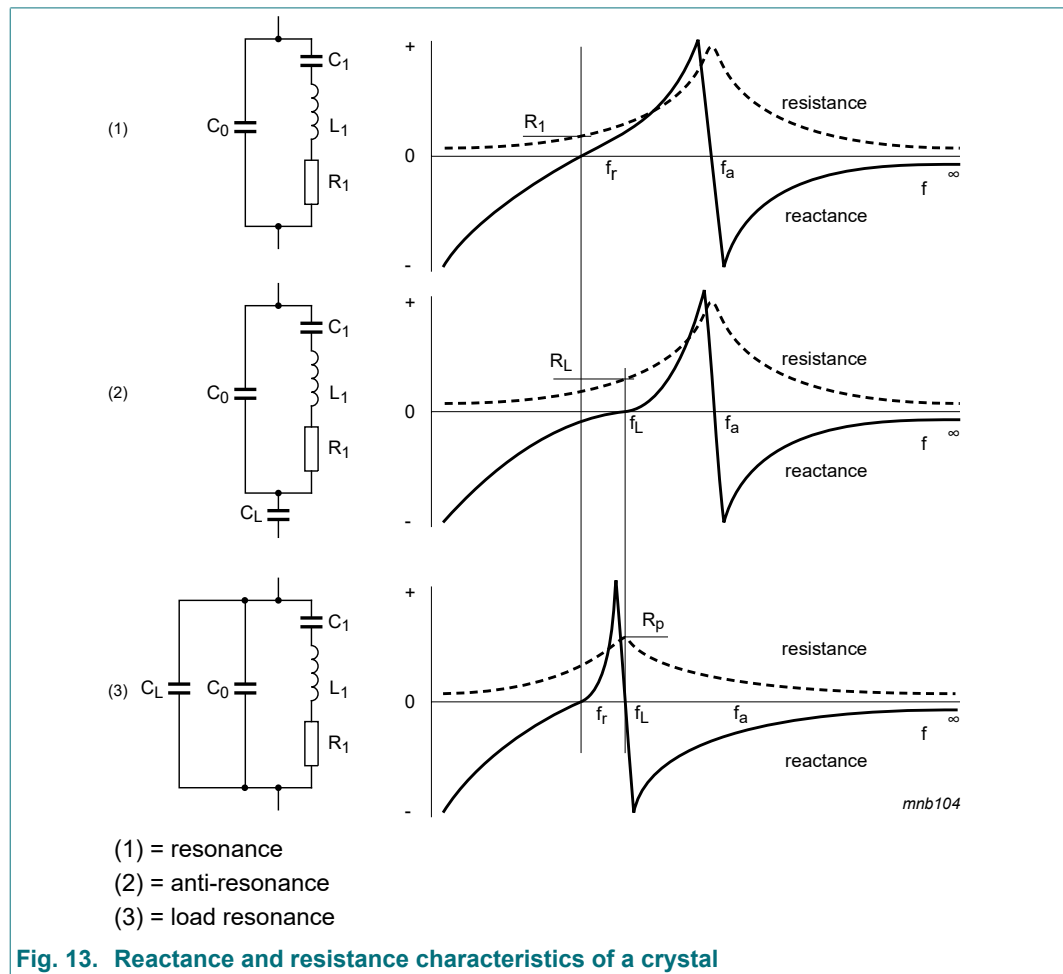 C1
C0
L1
(1)
R1
+
0
-
R1
fr
fa
f
∞
resistance
reactance
C1
C0
L1
(2)
R1
CL
+
0
-
RL
fL
fa
f
∞
resistance
reactance
C1
(3)
CL
C0
L1
R1
+
0
-
Rp
fr
fL
fa
f
∞
resistance
reactance
mnb104
(1) = resonance
(2) = anti-resonance
(3) = load resonance
Fig. 13. Reactance and resistance characteristics of a crystal